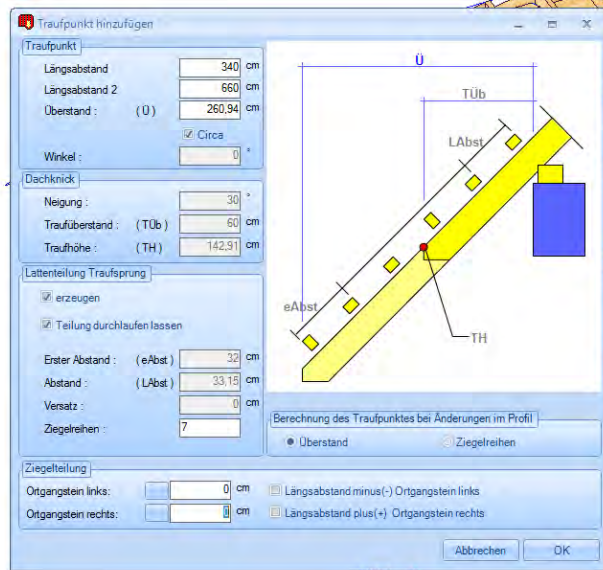 Traufpunkt hinzufügen
Traufpunkt
Längsabstand 340 cm
Längsabstand 2 660 cm
Überstand : ( Ü ) 260,94 cm
Circa
Winkel : 0 °
Dachknick
Neigung : 30 °
Traufüberstand : ( TÜb ) 60 cm
Traufhöhe : ( TH ) 142,91 cm
Lattenteilung Traufsprung
erzeugen
Teilung durchlaufen lassen
Erster Abstand : ( eAbst ) 32 cm
Abstand : ( LAbst ) 33,15 cm
Versatz : 0 cm
Ziegelreihen : 7
Ü
TÜb
LAbst
eAbst
TH
Berechnung des Traufpunktes bei Änderungen im Profil
Überstand Ziegelreihen
Ziegelteilung
Ortgangstein links: 0 cm Längsabstand minus(-) Ortgangstein links
Ortgangstein rechts: 0 cm Längsabstand plus(+) Ortgangstein rechts
Abbrechen OK